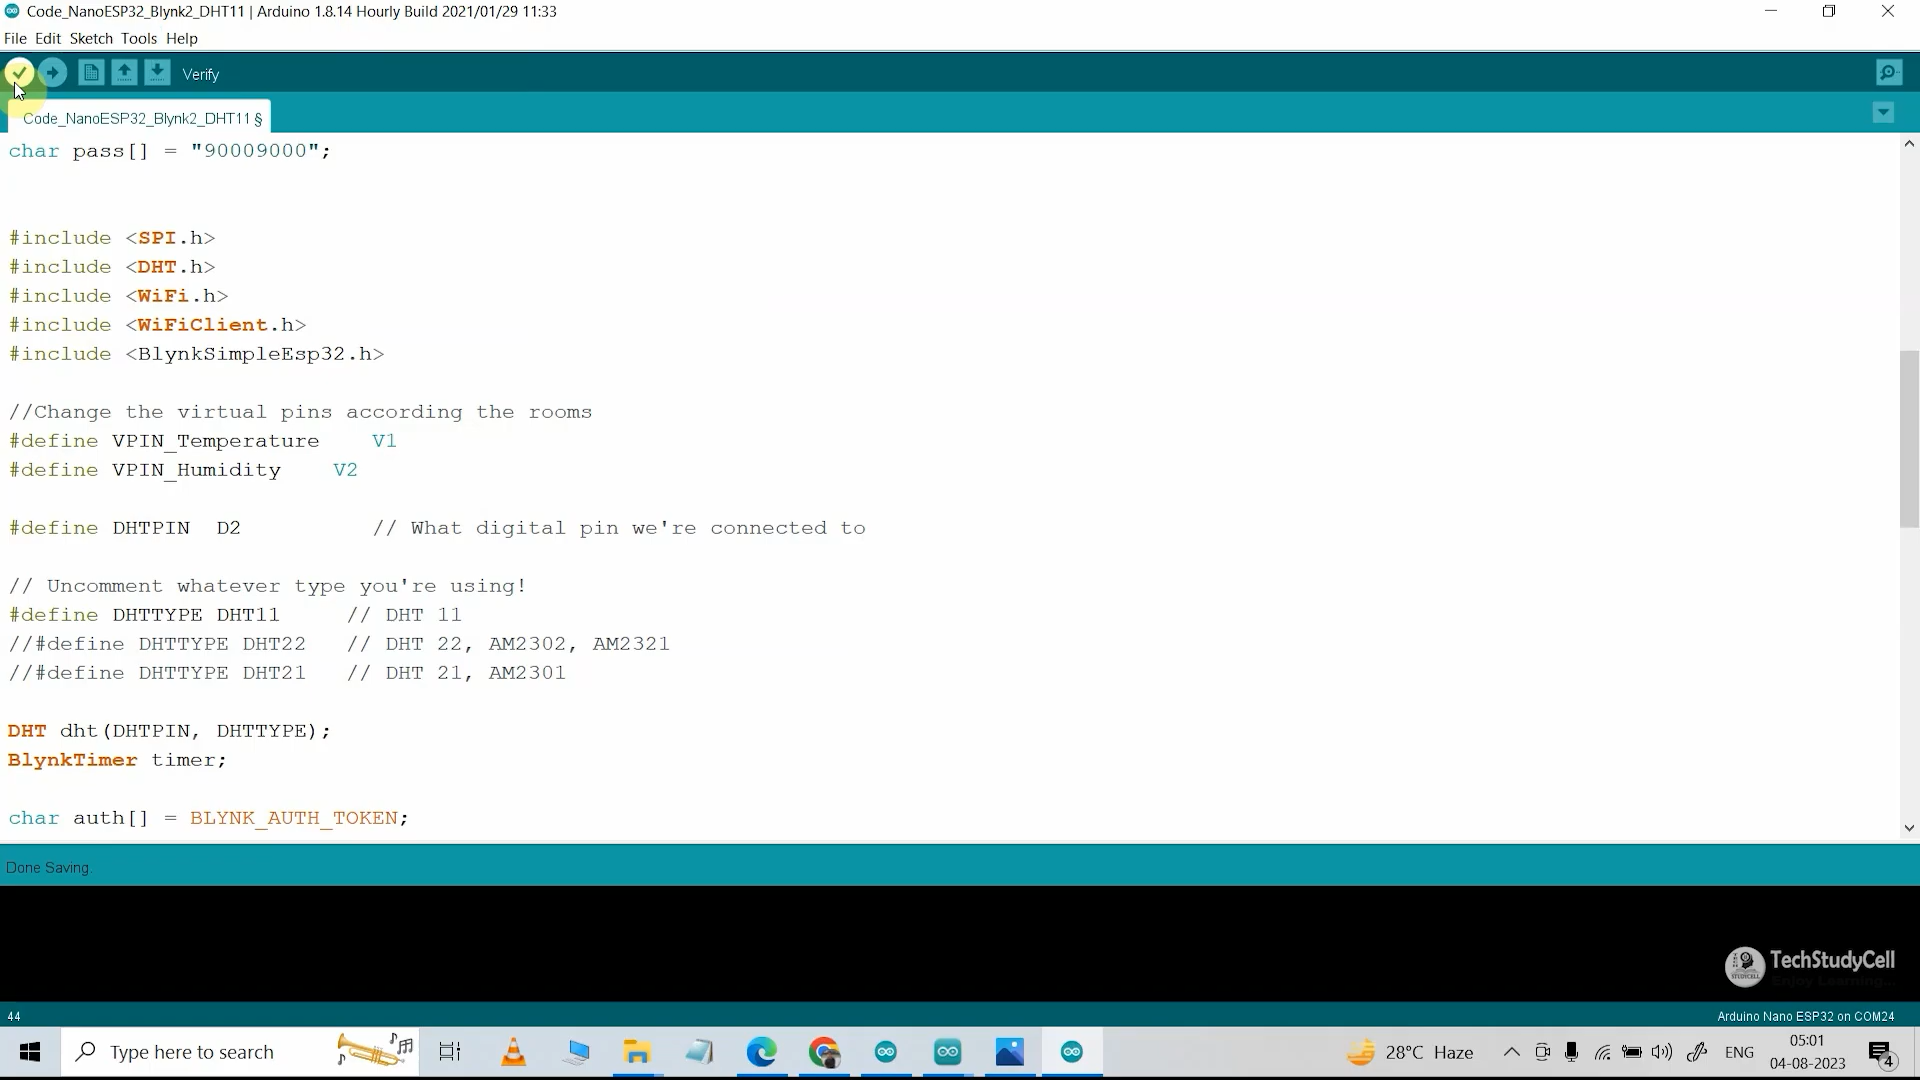 Code_NanoESP32_Blynk2_DHT11 | Arduino 1.8.14 Hourly Build 2021/01/29 11:33
File Edit Sketch Tools Help
Verify
Code_NanoESP32_Blynk2_DHT11 §
char pass[] = "90009000";
#include <SPI.h>
#include <DHT.h>
#include <WiFi.h>
#include <WiFiClient.h>
#include <BlynkSimpleEsp32.h>
//Change the virtual pins according the rooms
#define VPIN_Temperature    V1
#define VPIN_Humidity    V2
#define DHTPIN  D2          // What digital pin we're connected to
// Uncomment whatever type you're using!
#define DHTTYPE DHT11     // DHT 11
//#define DHTTYPE DHT22   // DHT 22, AM2302, AM2321
//#define DHTTYPE DHT21   // DHT 21, AM2301
DHT dht(DHTPIN, DHTTYPE);
BlynkTimer timer;
char auth[] = BLYNK_AUTH_TOKEN;
Done Saving.
TechStudyCell
44
Arduino Nano ESP32 on COM24
Type here to search
28°C Haze
ENG
05:01
04-08-2023
4